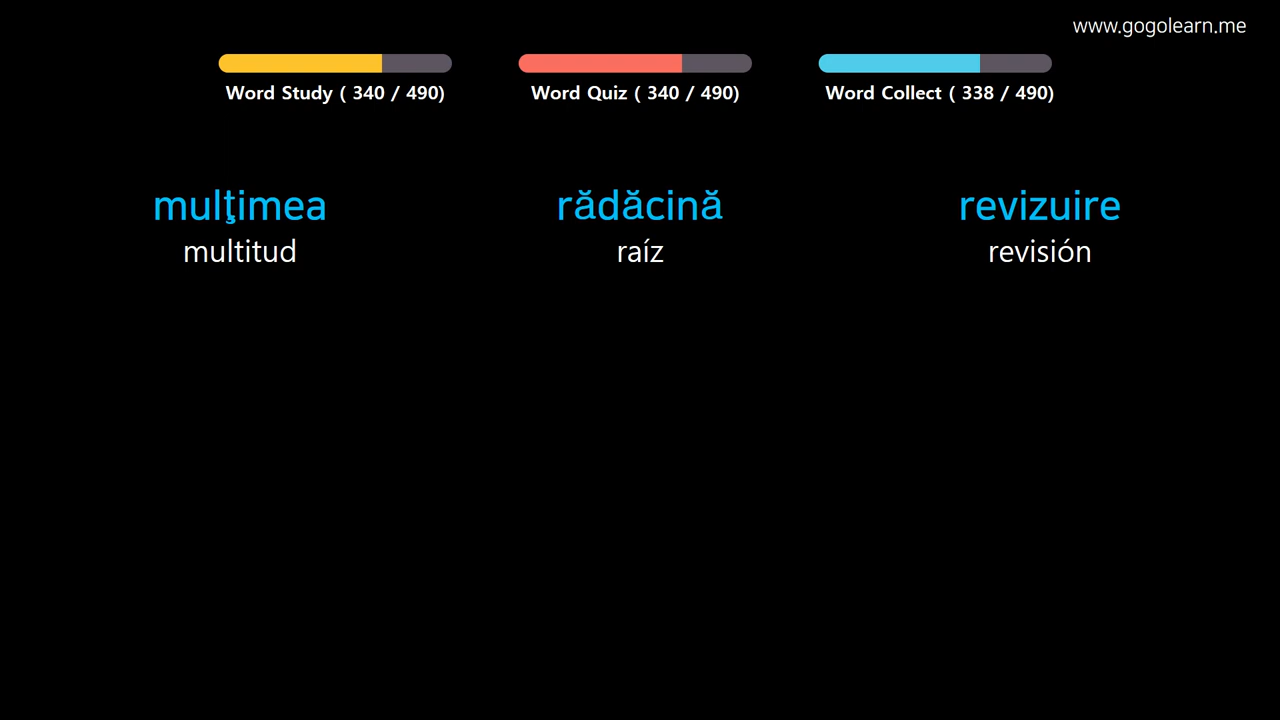 www.gogolearn.me
Word Study ( 340 / 490)
Word Quiz ( 340 / 490)
Word Collect ( 338 / 490)
mulţimea
multitud
rădăcină
raíz
revizuire
revisión